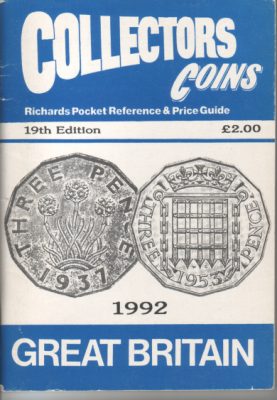 COLLECTORS
COINS
Richards Pocket Reference & Price Guide
19th Edition £2.00
THREE PENCE
1937
THREE PENCE
1953
1992
GREAT BRITAIN